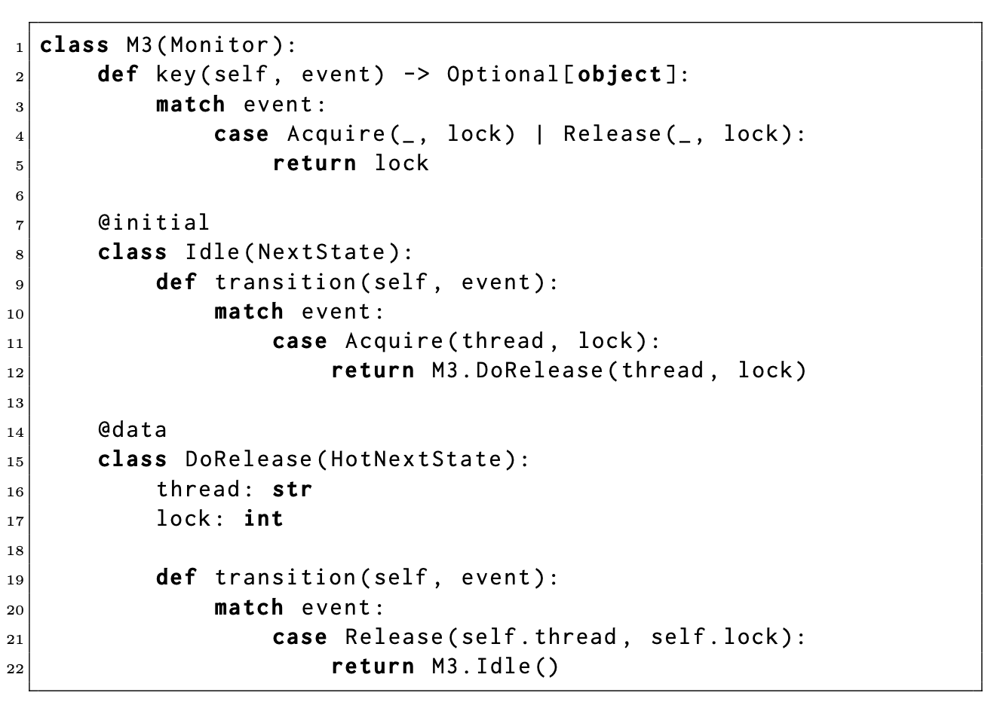 1 class M3(Monitor):
2     def key(self, event) -> Optional[object]:
3         match event:
4             case Acquire(_, lock) | Release(_, lock):
5                 return lock
6
7     @initial
8     class Idle(NextState):
9         def transition(self, event):
10             match event:
11                 case Acquire(thread, lock):
12                     return M3.DoRelease(thread, lock)
13
14     @data
15     class DoRelease(HotNextState):
16         thread: str
17         lock: int
18
19         def transition(self, event):
20             match event:
21                 case Release(self.thread, self.lock):
22                     return M3.Idle()